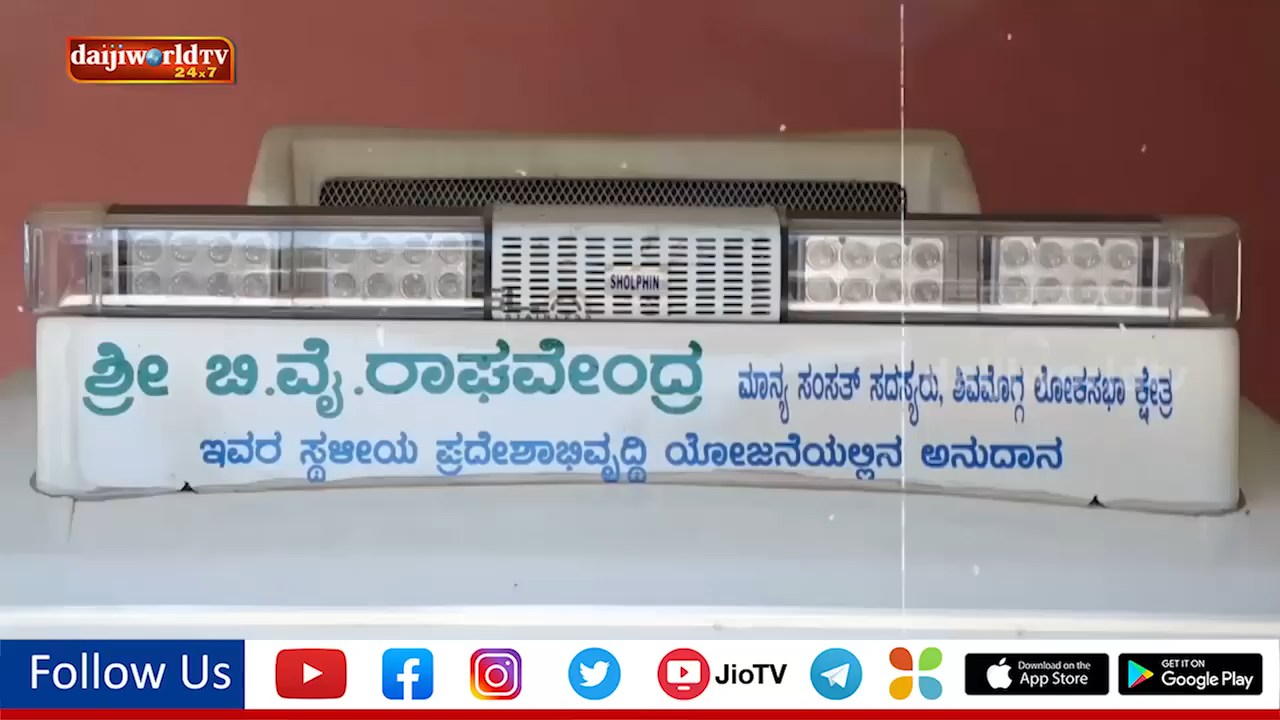 daijiworldTV
24x7
SHOLPHIN
ಶ್ರೀ ಬಿ.ವೈ.ರಾಘವೇಂದ್ರ ಮಾನ್ಯ ಸಂಸತ್ ಸದಸ್ಯರು, ಶಿವಮೊಗ್ಗ ಲೋಕಸಭಾ ಕ್ಷೇತ್ರ
ಇವರ ಸ್ಥಳೀಯ ಪ್ರದೇಶಾಭಿವೃದ್ಧಿ ಯೋಜನೆಯಲ್ಲಿನ ಅನುದಾನ
Follow Us JioTV Download on the App Store GET IT ON Google Play